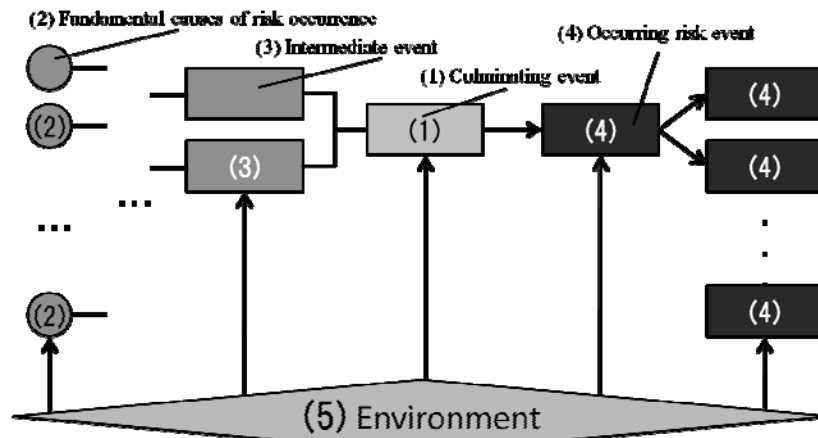 (2) Fundamental causes of risk occurrence
(3) Intermediate event
(4) Occurring risk event
(1) Culminating event
(4)
(2)
(1)
(4)
(3)
(4)
...
...
(2)
(4)
(5) Environment